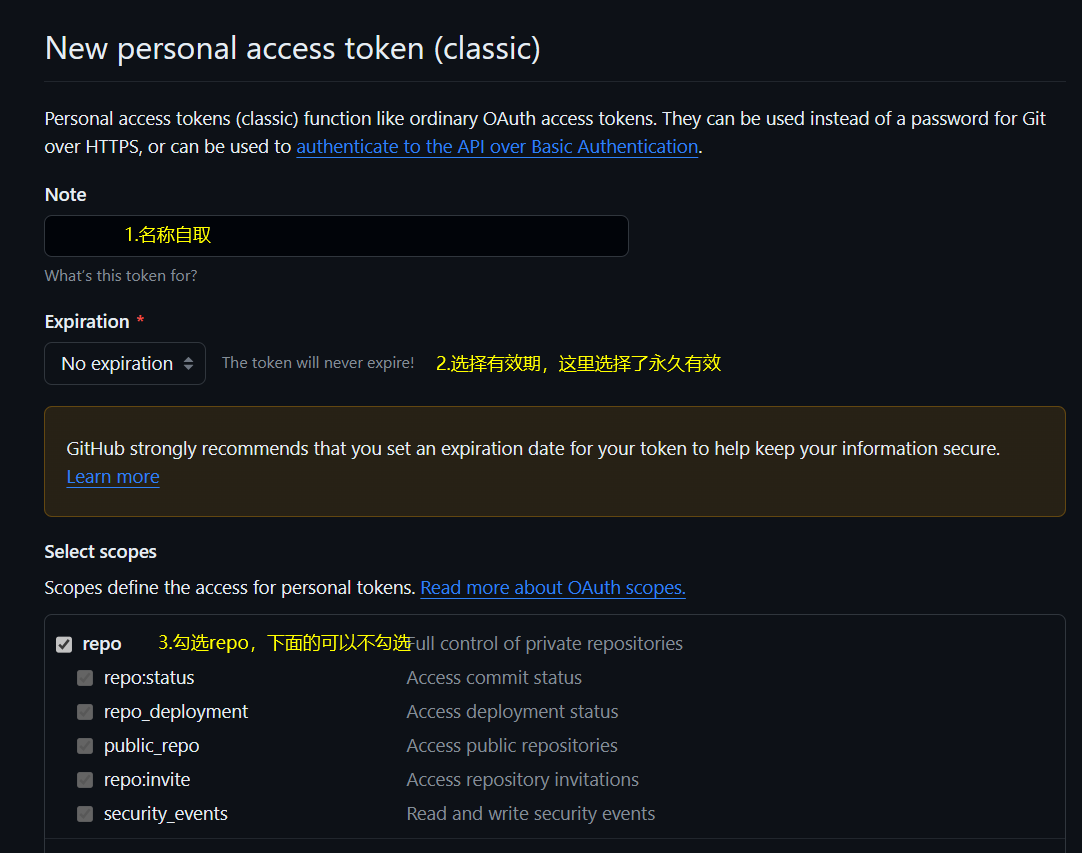 New personal access token (classic)
Personal access tokens (classic) function like ordinary OAuth access tokens. They can be used instead of a password for Git
over HTTPS, or can be used to authenticate to the API over Basic Authentication.
Note
1.名称自取
What's this token for?
Expiration *
No expiration The token will never expire! 2.选择有效期，这里选择了永久有效
GitHub strongly recommends that you set an expiration date for your token to help keep your information secure.
Learn more
Select scopes
Scopes define the access for personal tokens. Read more about OAuth scopes.
repo 3.勾选repo，下面的可以不勾选 Full control of private repositories
repo:status Access commit status
repo_deployment Access deployment status
public_repo Access public repositories
repo:invite Access repository invitations
security_events Read and write security events